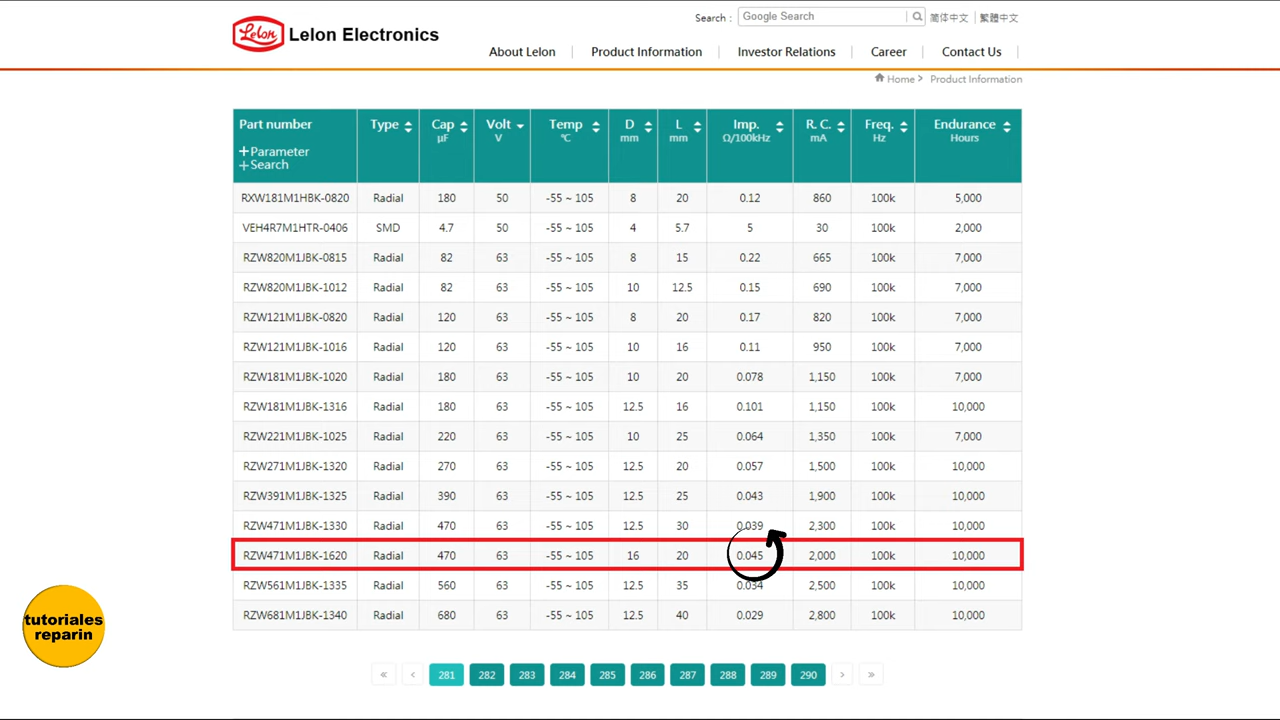 Lelon
Lelon Electronics
Search :
Google Search
简体中文
繁體中文
About Lelon
Product Information
Investor Relations
Career
Contact Us
Home > Product Information
Part number Type Cap Volt Temp D L Imp. R. C. Freq. Endurance
µF V ℃ mm mm Ω/100kHz mA Hz Hours
+Parameter
+Search
RXW181M1HBK-0820 Radial 180 50 -55 ~ 105 8 20 0.12 860 100k 5,000
VEH4R7M1HTR-0406 SMD 4.7 50 -55 ~ 105 4 5.7 5 30 100k 2,000
RZW820M1JBK-0815 Radial 82 63 -55 ~ 105 8 15 0.22 665 100k 7,000
RZW820M1JBK-1012 Radial 82 63 -55 ~ 105 10 12.5 0.15 690 100k 7,000
RZW121M1JBK-0820 Radial 120 63 -55 ~ 105 8 20 0.17 820 100k 7,000
RZW121M1JBK-1016 Radial 120 63 -55 ~ 105 10 16 0.11 950 100k 7,000
RZW181M1JBK-1020 Radial 180 63 -55 ~ 105 10 20 0.078 1,150 100k 7,000
RZW181M1JBK-1316 Radial 180 63 -55 ~ 105 12.5 16 0.101 1,150 100k 10,000
RZW221M1JBK-1025 Radial 220 63 -55 ~ 105 10 25 0.064 1,350 100k 7,000
RZW271M1JBK-1320 Radial 270 63 -55 ~ 105 12.5 20 0.057 1,500 100k 10,000
RZW391M1JBK-1325 Radial 390 63 -55 ~ 105 12.5 25 0.043 1,900 100k 10,000
RZW471M1JBK-1330 Radial 470 63 -55 ~ 105 12.5 30 0.039 2,300 100k 10,000
RZW471M1JBK-1620 Radial 470 63 -55 ~ 105 16 20 0.045 2,000 100k 10,000
RZW561M1JBK-1335 Radial 560 63 -55 ~ 105 12.5 35 0.034 2,500 100k 10,000
RZW681M1JBK-1340 Radial 680 63 -55 ~ 105 12.5 40 0.029 2,800 100k 10,000
« ‹ 281 282 283 284 285 286 287 288 289 290 › »
tutoriales
reparin